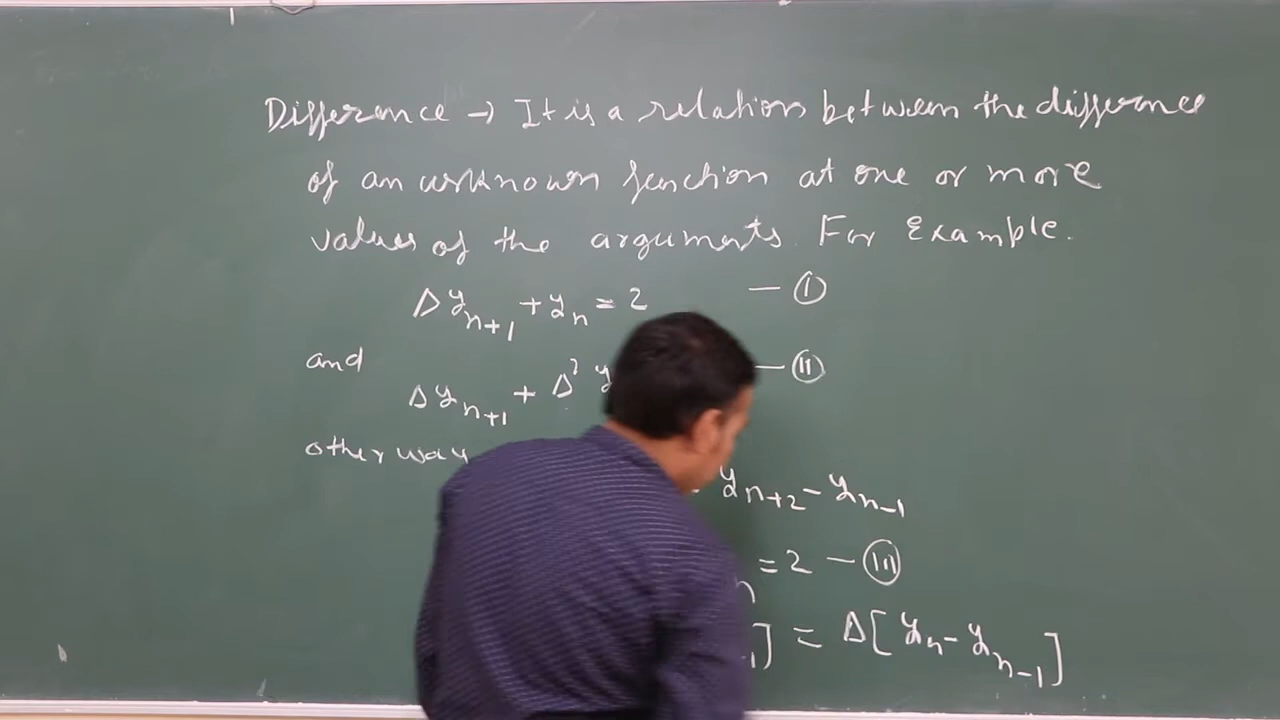 Difference → It is a relation between the difference
of an unknown function at one or more
values of the arguments. For Example.
Δy_{n+1} + y_n = 2 — (I)
and
Δy_{n+1} + Δ² y — (II)
other way
y_{n+2} - y_{n-1}
n = 2 — (III)
-1] = Δ[y_n - y_{n-1}]